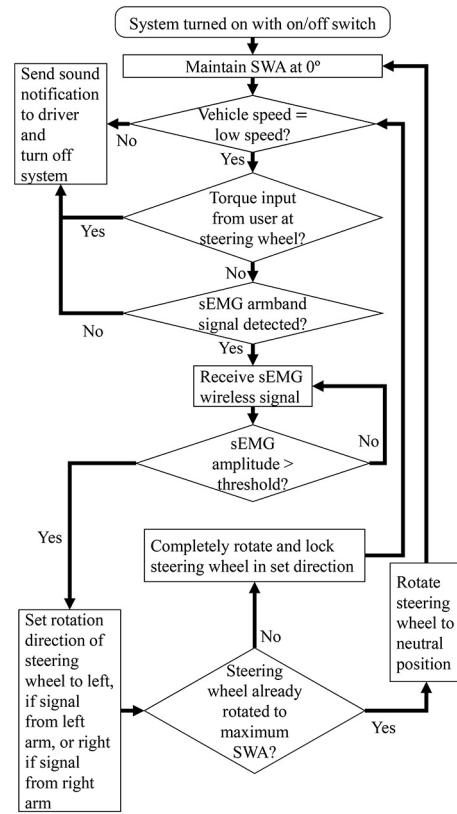 System turned on with on/off switch
Maintain SWA at 0º
Send sound
notification
to driver
and
turn off
system
Vehicle speed =
low speed?
No
Yes
Torque input
from user at
steering wheel?
Yes
No
sEMG armband
signal detected?
No
Yes
Receive sEMG
wireless signal
sEMG
amplitude >
threshold?
No
Yes
Completely rotate and lock
steering wheel in set direction
Rotate
steering
wheel to
neutral
position
Set rotation
direction of
steering
wheel to left,
if signal
from left
arm, or right
if signal
from right
arm
No
Steering
wheel already
rotated to
maximum
SWA?
Yes